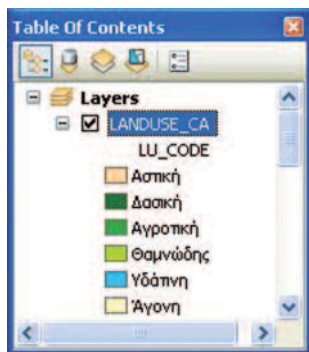 Table Of Contents
Layers
LANDUSE_CA
LU_CODE
Αστική
Δασική
Αγροτική
Θαμνώδης
Υδάτινη
Άγονη